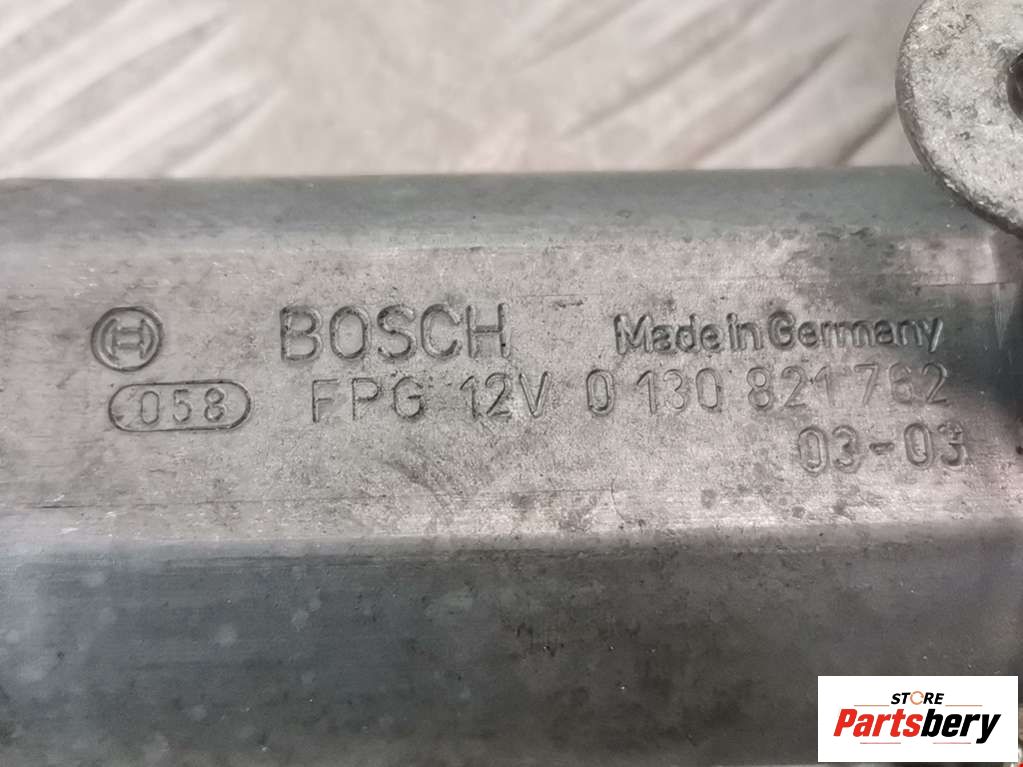 BOSCH Made in Germany
058 FPG 12V 0 130 821 762
03-03
STORE
Partsbery